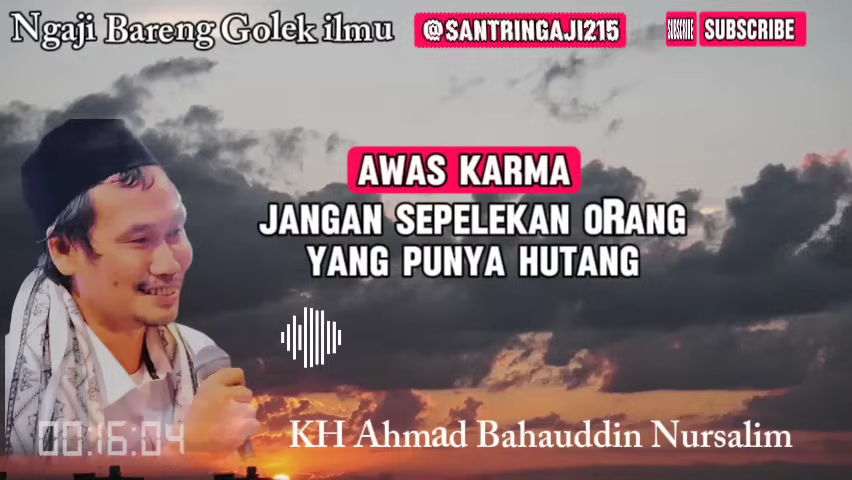 Ngaji Bareng Golek ilmu
@SANTRINGAJI215
SUBSCRIBE SUBSCRIBE
AWAS KARMA
JANGAN SEPELEKAN ORANG
YANG PUNYA HUTANG
00:16:04
KH Ahmad Bahauddin Nursalim